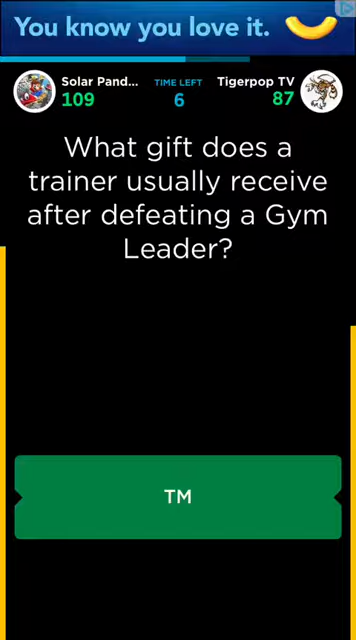 You know you love it.
Solar Pand... TIME LEFT Tigerpop TV
109 6 87
What gift does a
trainer usually receive
after defeating a Gym
Leader?
TM